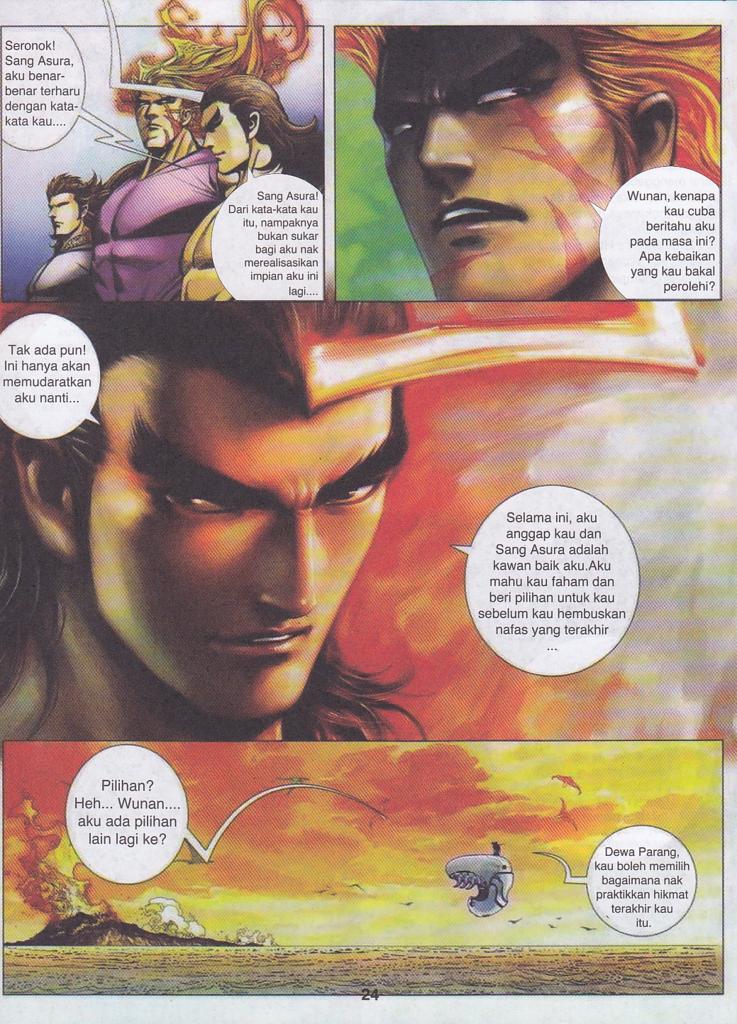 Seronok!
Sang Asura,
aku benar-
benar terharu
dengan kata-
kata kau....
Sang Asura!
Dari kata-kata kau
itu, nampaknya
bukan sukar
bagi aku nak
merealisasikan
impian aku ini
lagi....
Wunan, kenapa
kau cuba
beritahu aku
pada masa ini?
Apa kebaikan
yang kau bakal
perolehi?
Tak ada pun!
Ini hanya akan
memudaratkan
aku nanti...
Selama ini, aku
anggap kau dan
Sang Asura adalah
kawan baik aku.Aku
mahu kau faham dan
beri pilihan untuk kau
sebelum kau hembuskan
nafas yang terakhir
...
Pilihan?
Heh... Wunan....
aku ada pilihan
lain lagi ke?
Dewa Parang,
kau boleh memilih
bagaimana nak
praktikkan hikmat
terakhir kau
itu.
24